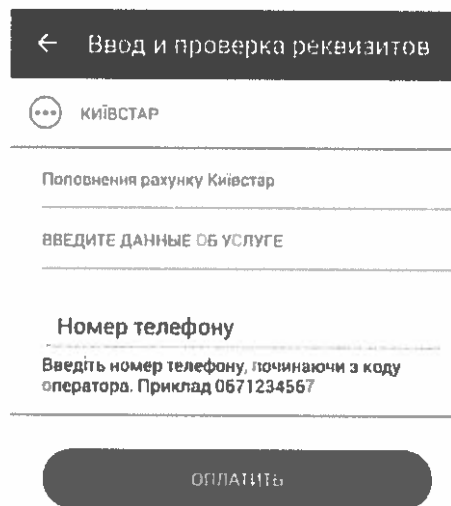 Ввод и проверка реквизитов
КИЇВСТАР
Поповнення рахунку Київстар
ВВЕДИТЕ ДАННЫЕ ОБ УСЛУГЕ
Номер телефону
Введіть номер телефону, починаючи з коду
оператора. Приклад 0671234567
ОПЛАТИТЬ